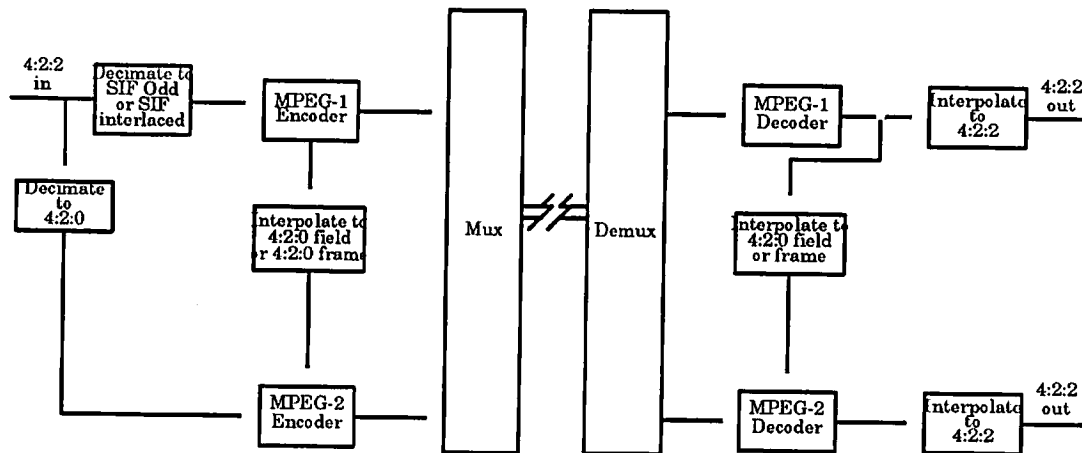 4:2:2
in
Decimate to
SIF Odd
or SIF
interlaced
MPEG-1
Encoder
Decimate
to
4:2:0
Interpolate to
4:2:0 field
or 4:2:0 frame
MPEG-2
Encoder
Mux
Demux
MPEG-1
Decoder
Interpolate
to
4:2:2
4:2:2
out
Interpolate to
4:2:0 field
or frame
MPEG-2
Decoder
Interpolate
to
4:2:2
4:2:2
out